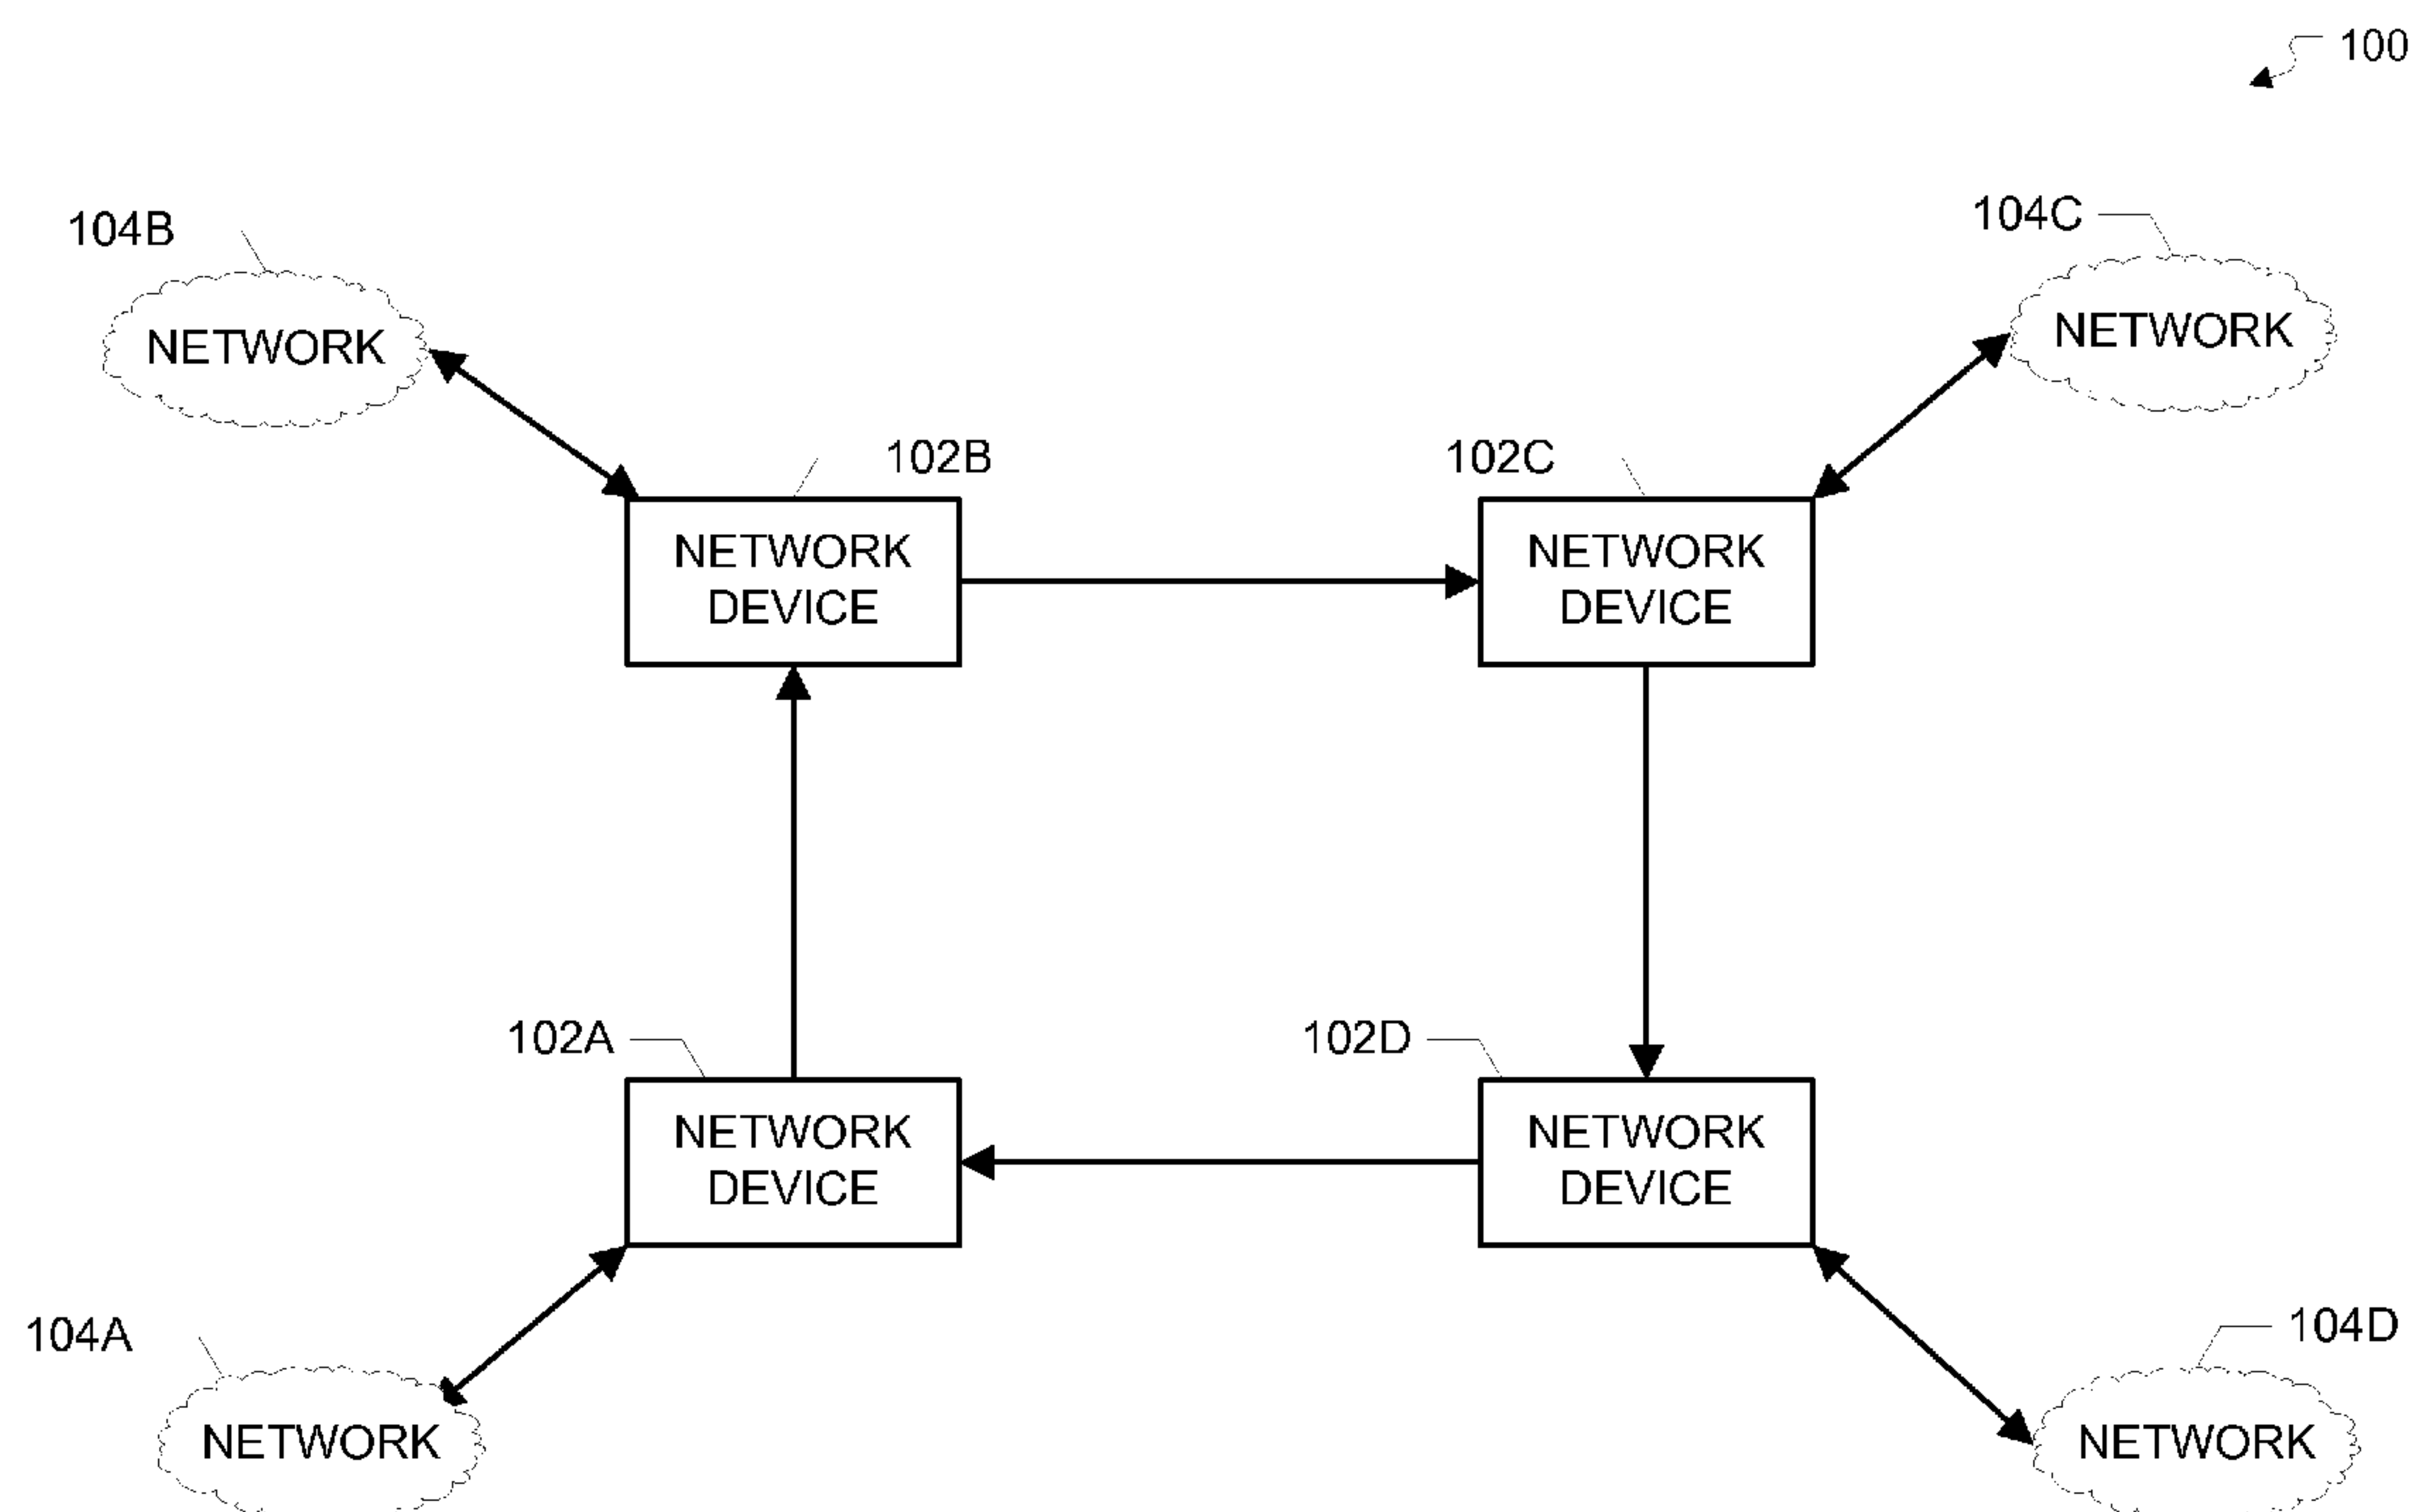 100
104B
104C
NETWORK
NETWORK
102B
102C
NETWORK
DEVICE
NETWORK
DEVICE
102A
102D
NETWORK
DEVICE
NETWORK
DEVICE
104A
104D
NETWORK
NETWORK